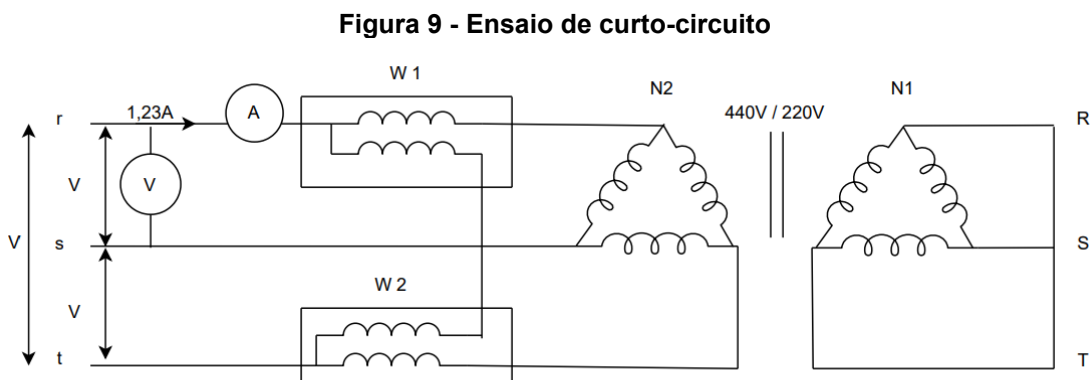 Figura 9 - Ensaio de curto-circuito
W 1
N2
N1
r
1,23A
A
440V / 220V
R
V
V
V
s
S
W 2
V
t
T